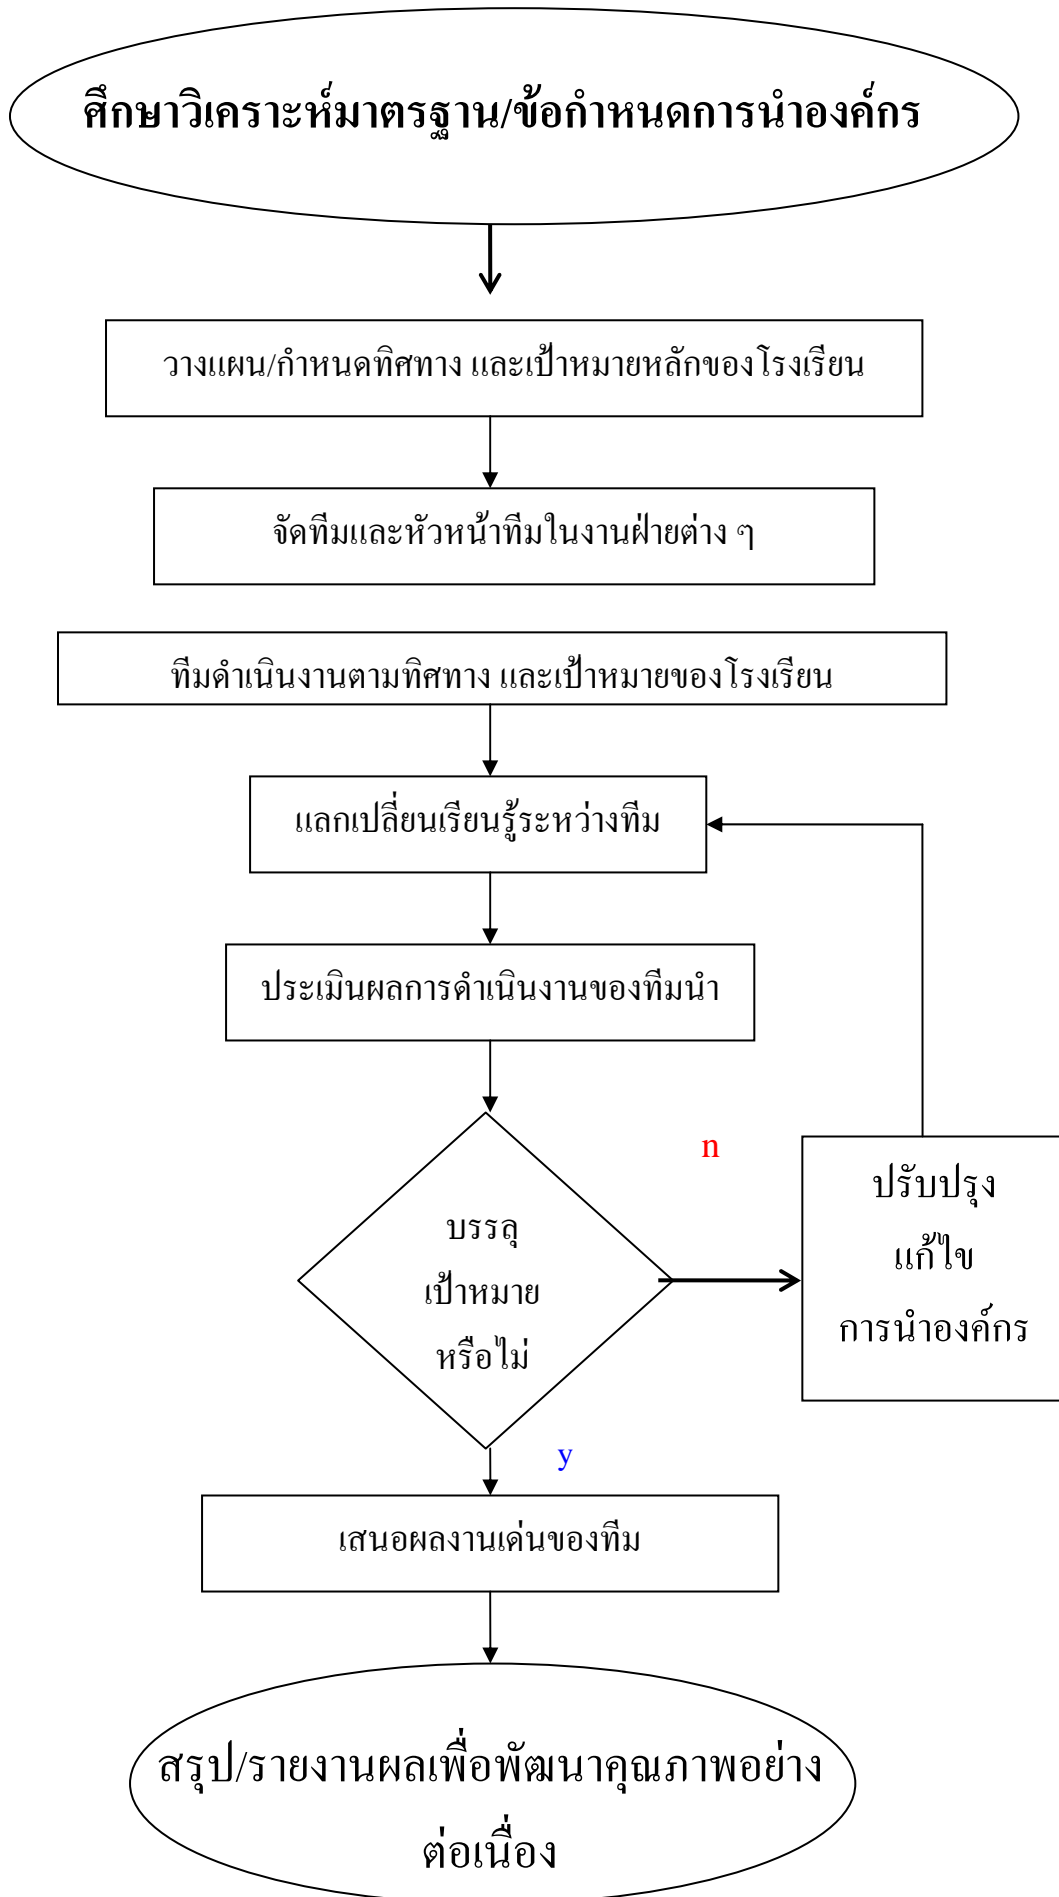 ศึกษาวิเคราะห์มาตรฐาน/ข้อกำหนดการนำองค์กร
วางแผน/กำหนดทิศทาง และเป้าหมายหลักของโรงเรียน
จัดทีมและหัวหน้าทีมในงานฝ่ายต่าง ๆ
ทีมดำเนินงานตามทิศทาง และเป้าหมายของโรงเรียน
แลกเปลี่ยนเรียนรู้ระหว่างทีม
ประเมินผลการดำเนินงานของทีมนำ
n
บรรลุ
เป้าหมาย
หรือไม่
ปรับปรุง
แก้ไข
การนำองค์กร
y
เสนอผลงานเด่นของทีม
สรุป/รายงานผลเพื่อพัฒนาคุณภาพอย่าง
ต่อเนื่อง